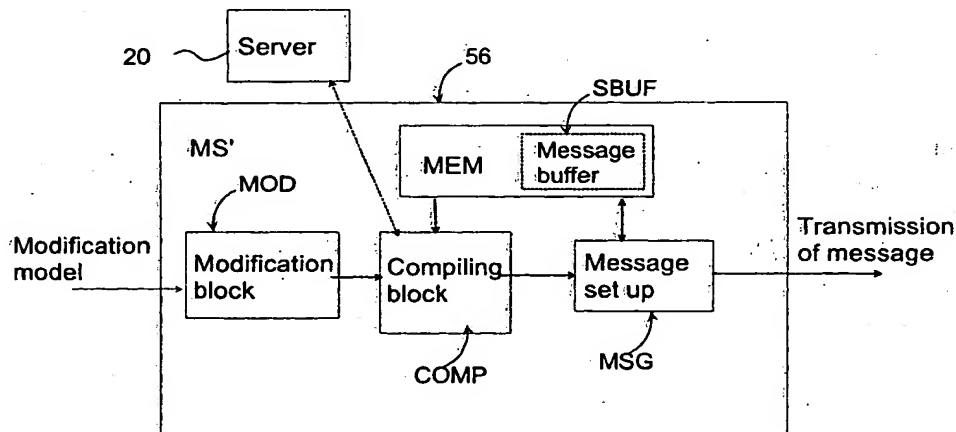 20
Server
56
SBUF
MS'
MEM
Message
buffer
MOD
Modification
model
Modification
block
Compiling
block
Message
set up
Transmission
of message
COMP
MSG